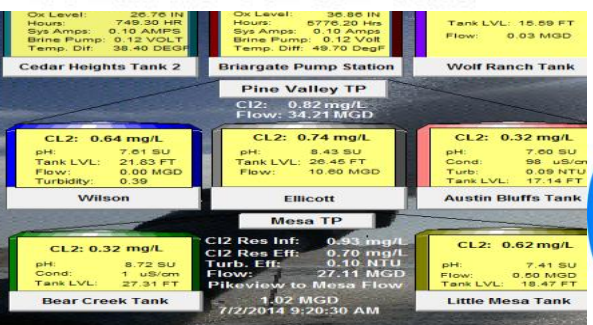 Ox Level: 26.76 IN
Hours: 749.30 HR
Sys Amps: 0.10 AMPS
Brine Pump: 0.12 VOLT
Temp. Dif: 38.40 DEGF
Cedar Heights Tank 2
Ox Level: 36.86 IN
Hours: 5776.20 Hrs
Sys Amps: 0.10 Amps
Brine Pump: 0.12 Volt
Temp. Diff: 49.70 DegF
Briargate Pump Station
Tank LVL: 15.59 FT
Flow: 0.03 MGD
Wolf Ranch Tank
Pine Valley TP
Cl2: 0.82 mg/L
Flow: 34.21 MGD
CL2: 0.64 mg/L
pH: 7.61 SU
Tank LVL: 21.83 FT
Flow: 0.00 MGD
Turbidity: 0.39
Wilson
CL2: 0.74 mg/L
pH: 8.43 SU
Tank LVL: 26.45 FT
Flow: 10.60 MGD
Ellicott
CL2: 0.32 mg/L
pH: 7.60 SU
Cond: 98 uS/cm
Turb: 0.09 NTU
Tank LVL: 17.14 FT
Austin Bluffs Tank
Mesa TP
Cl2 Res Inf: 0.93 mg/L
Cl2 Res Eff: 0.70 mg/L
Turb. Eff: 0.10 NTU
Flow: 27.11 MGD
Pikeview to Mesa Flow
1.02 MGD
7/2/2014 9:20:30 AM
CL2: 0.32 mg/L
pH: 8.72 SU
Cond: 1 uS/cm
Tank LVL: 27.31 FT
Bear Creek Tank
CL2: 0.62 mg/L
pH: 7.41 SU
Flow: 0.50 MGD
Tank LVL: 18.47 FT
Little Mesa Tank